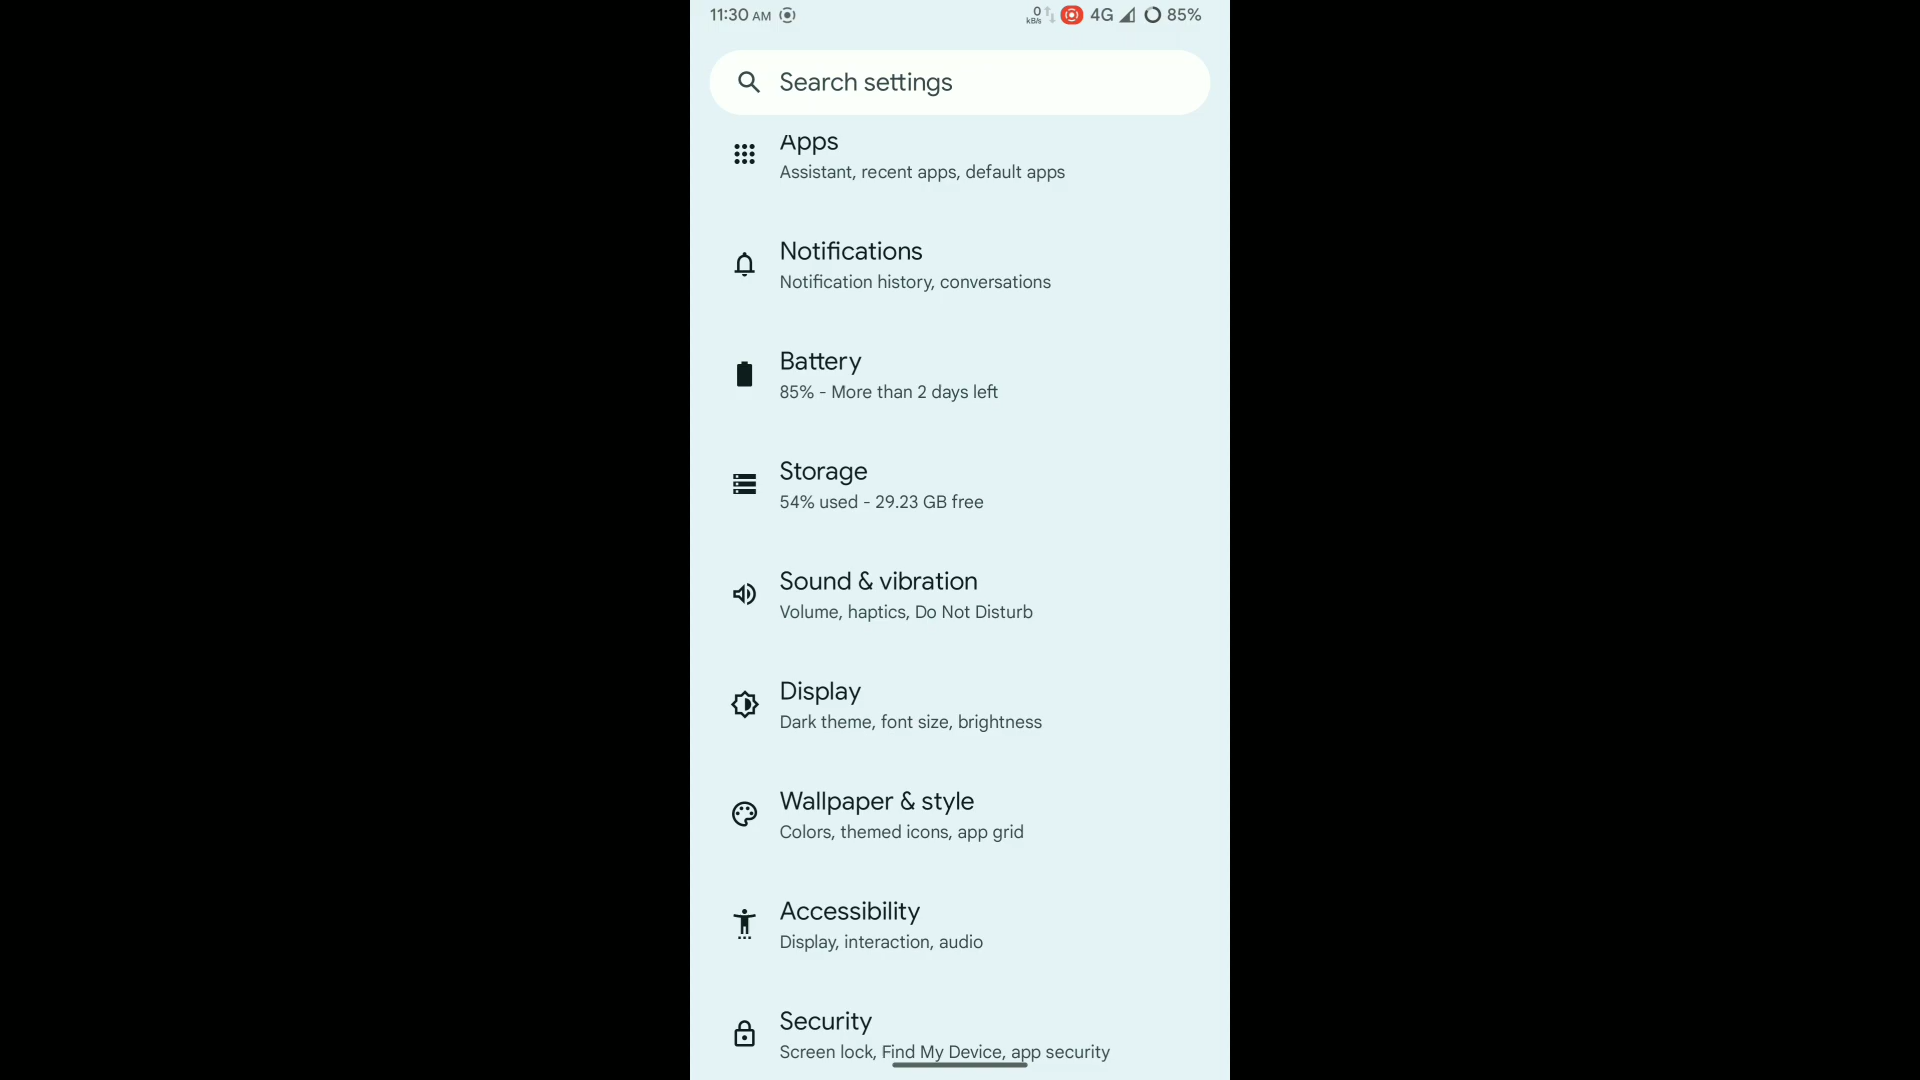 11:30 AM 0 kB/s 4G 85%
Search settings
Apps
Assistant, recent apps, default apps
Notifications
Notification history, conversations
Battery
85% - More than 2 days left
Storage
54% used - 29.23 GB free
Sound & vibration
Volume, haptics, Do Not Disturb
Display
Dark theme, font size, brightness
Wallpaper & style
Colors, themed icons, app grid
Accessibility
Display, interaction, audio
Security
Screen lock, Find My Device, app security